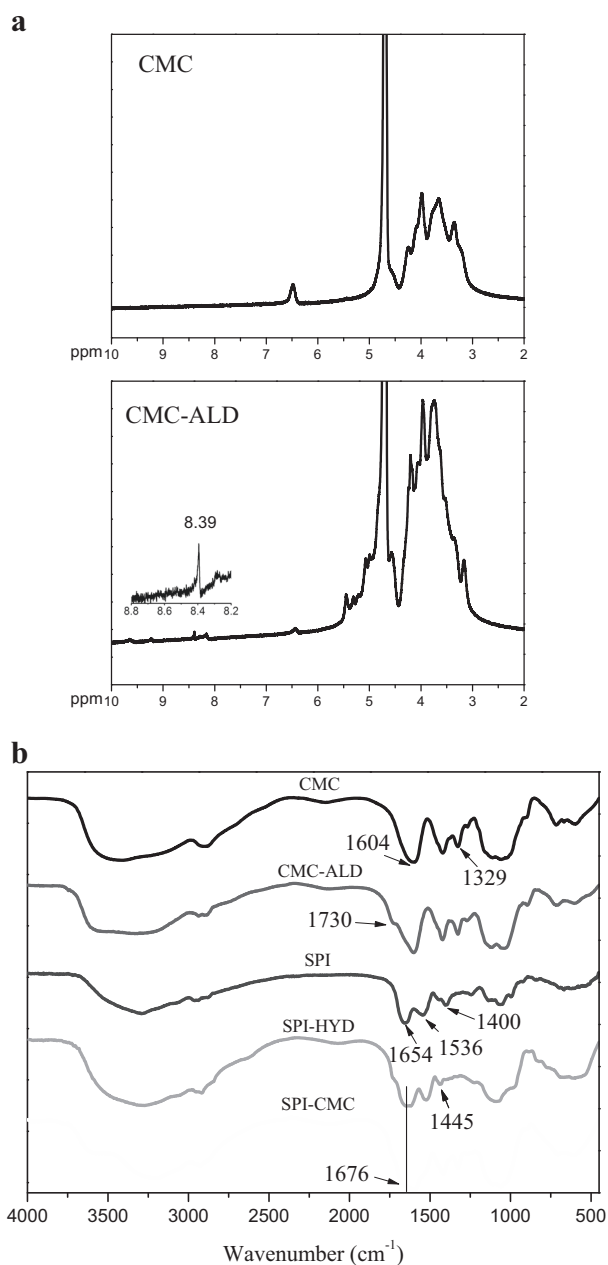 a
CMC
ppm 10 9 8 7 6 5 4 3 2
CMC-ALD
8.39
8.8 8.6 8.4 8.2
ppm 10 9 8 7 6 5 4 3 2
b
CMC
1604
1329
CMC-ALD
1730
SPI
1400
1654
1536
SPI-HYD
SPI-CMC
1445
1676
4000 3500 3000 2500 2000 1500 1000 500
Wavenumber (cm⁻¹)